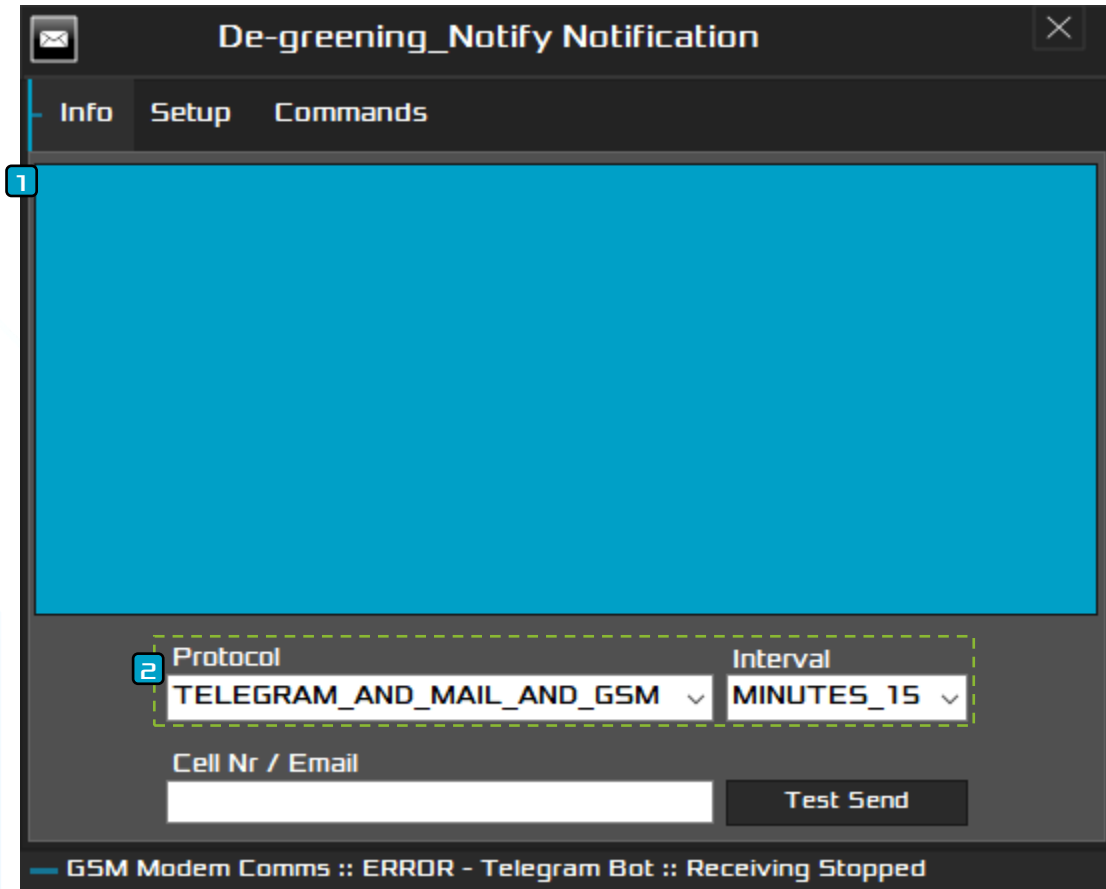 De-greening_Notify Notification
Info Setup Commands
1
2
Protocol Interval
TELEGRAM_AND_MAIL_AND_GSM MINUTES_15
Cell Nr / Email
Test Send
GSM Modem Comms :: ERROR - Telegram Bot :: Receiving Stopped